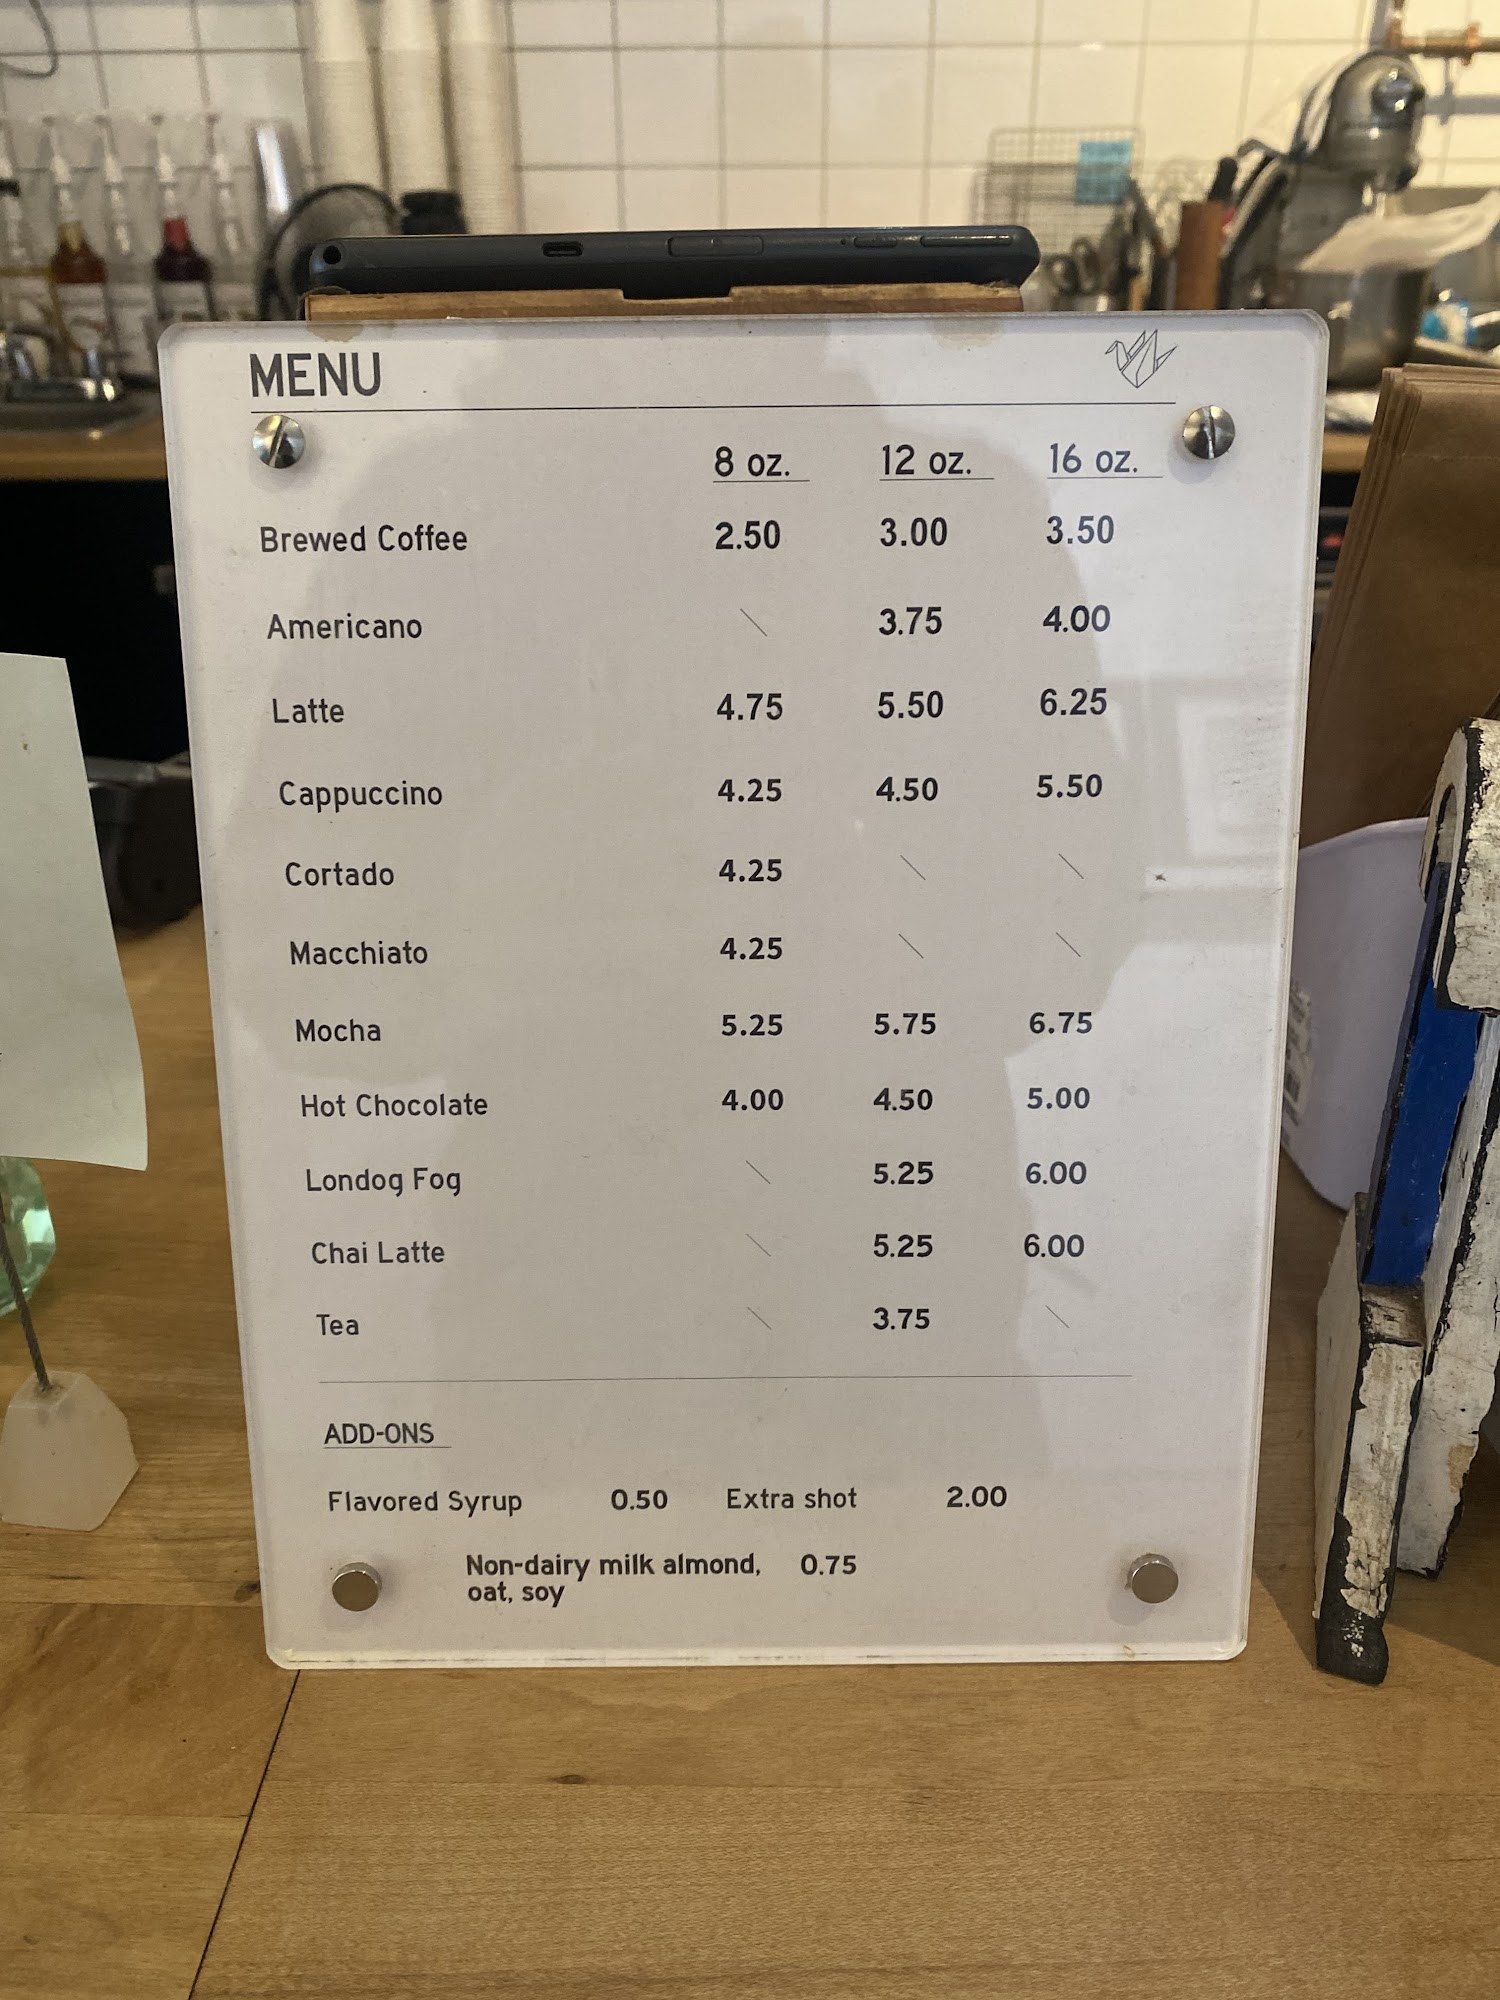 MENU
8 oz. 12 oz. 16 oz.
Brewed Coffee 2.50 3.00 3.50
Americano \ 3.75 4.00
Latte 4.75 5.50 6.25
Cappuccino 4.25 4.50 5.50
Cortado 4.25 \ \
Macchiato 4.25 \ \
Mocha 5.25 5.75 6.75
Hot Chocolate 4.00 4.50 5.00
Londog Fog \ 5.25 6.00
Chai Latte \ 5.25 6.00
Tea \ 3.75 \
ADD-ONS
Flavored Syrup 0.50 Extra shot 2.00
Non-dairy milk almond, 0.75
oat, soy